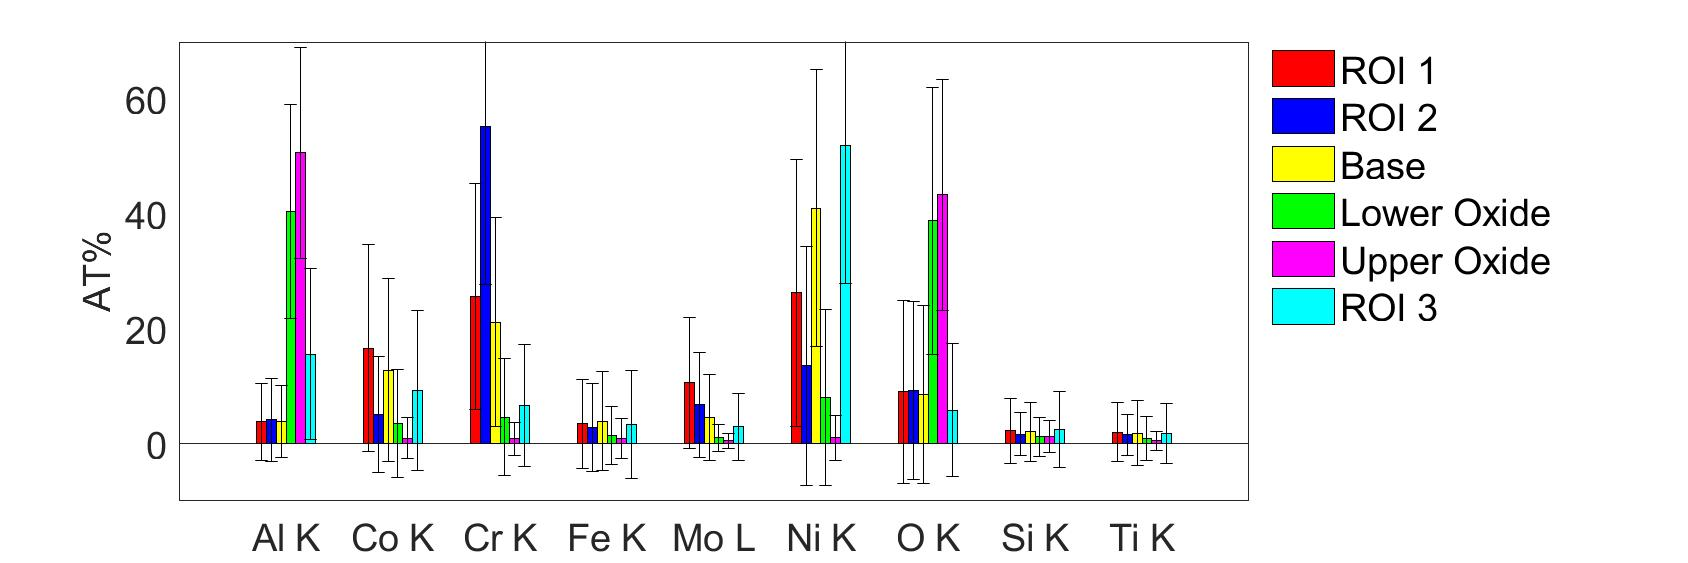 AT%
60
40
20
0
Al K Co K Cr K Fe K Mo L Ni K O K Si K Ti K
ROI 1
ROI 2
Base
Lower Oxide
Upper Oxide
ROI 3